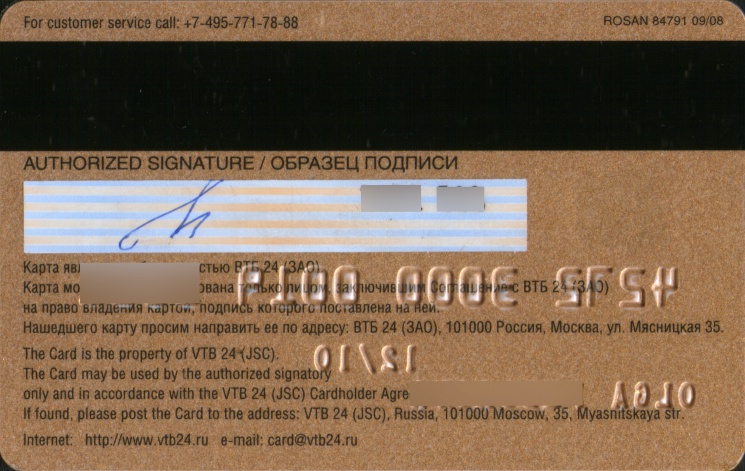 For customer service call: +7-495-771-78-88
ROSAN 84791 09/08
AUTHORIZED SIGNATURE / ОБРАЗЕЦ ПОДПИСИ
Карта ВТБ 24 (ЗАО)
Карта только лицом, заключившим Соглашение с ВТБ 24 (ЗАО)
на право владения картой, подпись которого поставлена на ней.
Нашедшего карту просим направить ее по адресу: ВТБ 24 (ЗАО), 101000 Россия, Москва, ул. Мясницкая 35.
The Card is the property of VTB 24 (JSC).
12/10
The Card may be used by the authorized signatory
only and in accordance with the VTB 24 (JSC) Cardholder
OLGA
If found, please post the Card to the address: VTB 24 (JSC), Russia, 101000 Moscow, 35, Myasnitskaya str.
Internet: http://www.vtb24.ru e-mail: card@vtb24.ru